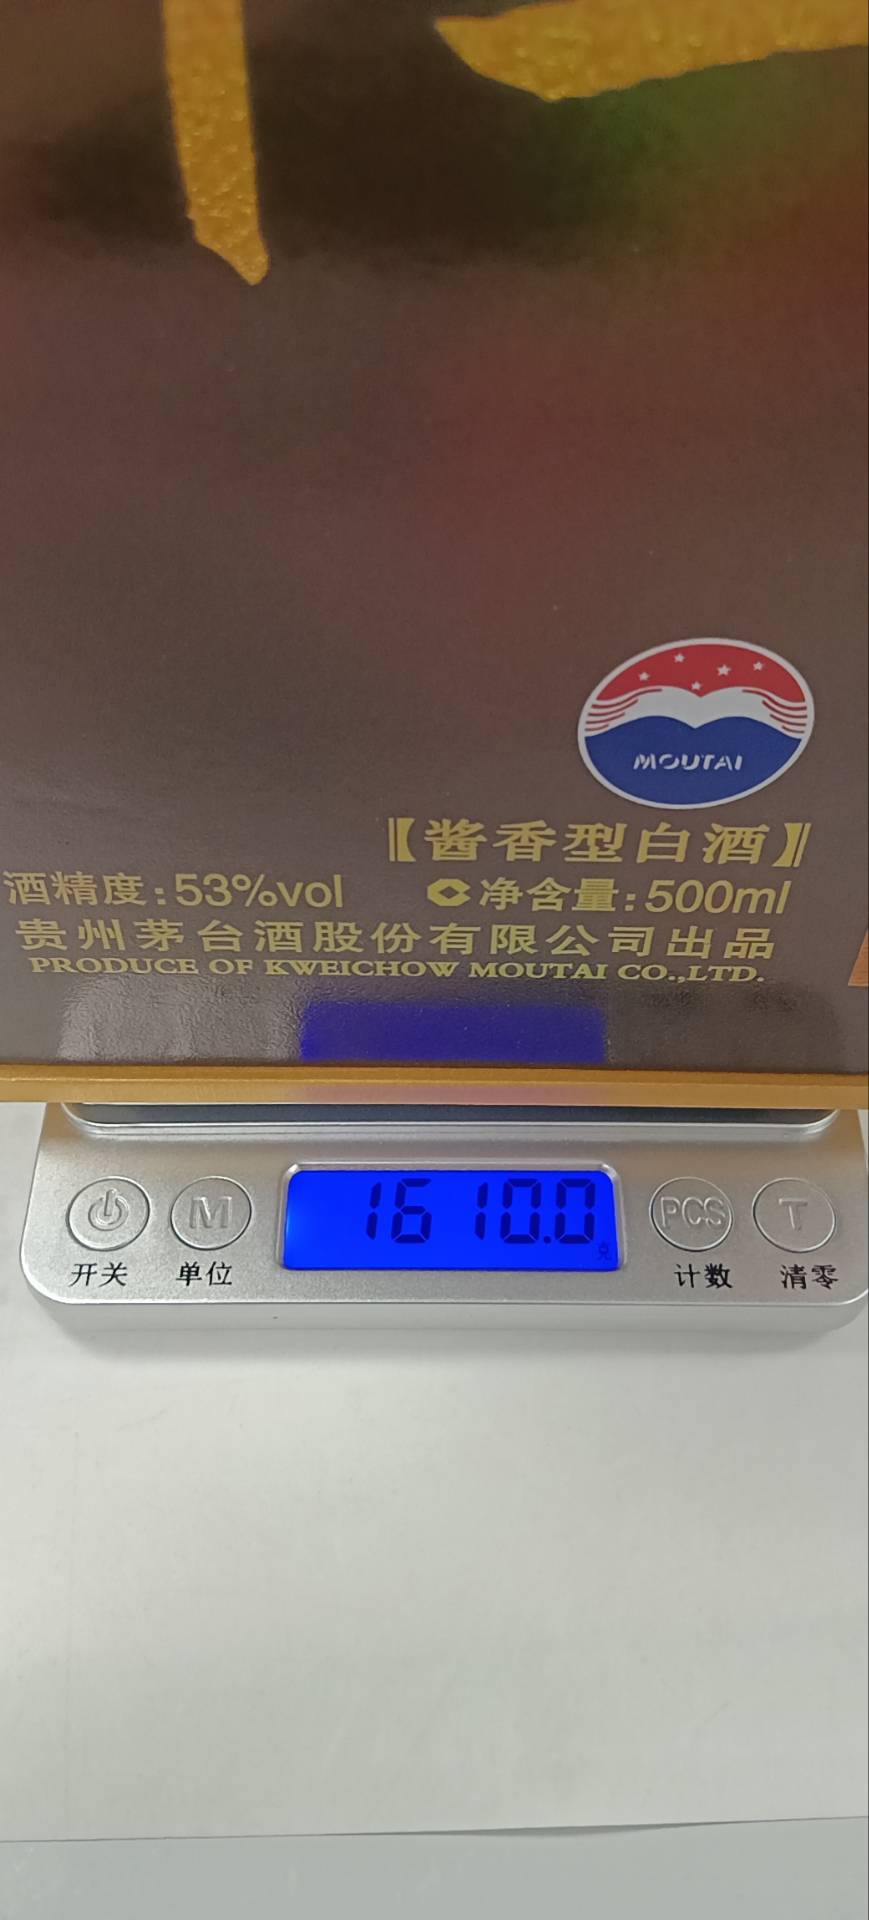 MOUTAI
【酱香型白酒】
酒精度:53%vol 净含量:500ml
贵州茅台酒股份有限公司出品
PRODUCE OF KWEICHOW MOUTAI CO.,LTD.
M 1610.0 克 PCS T
开关 单位 计数 清零